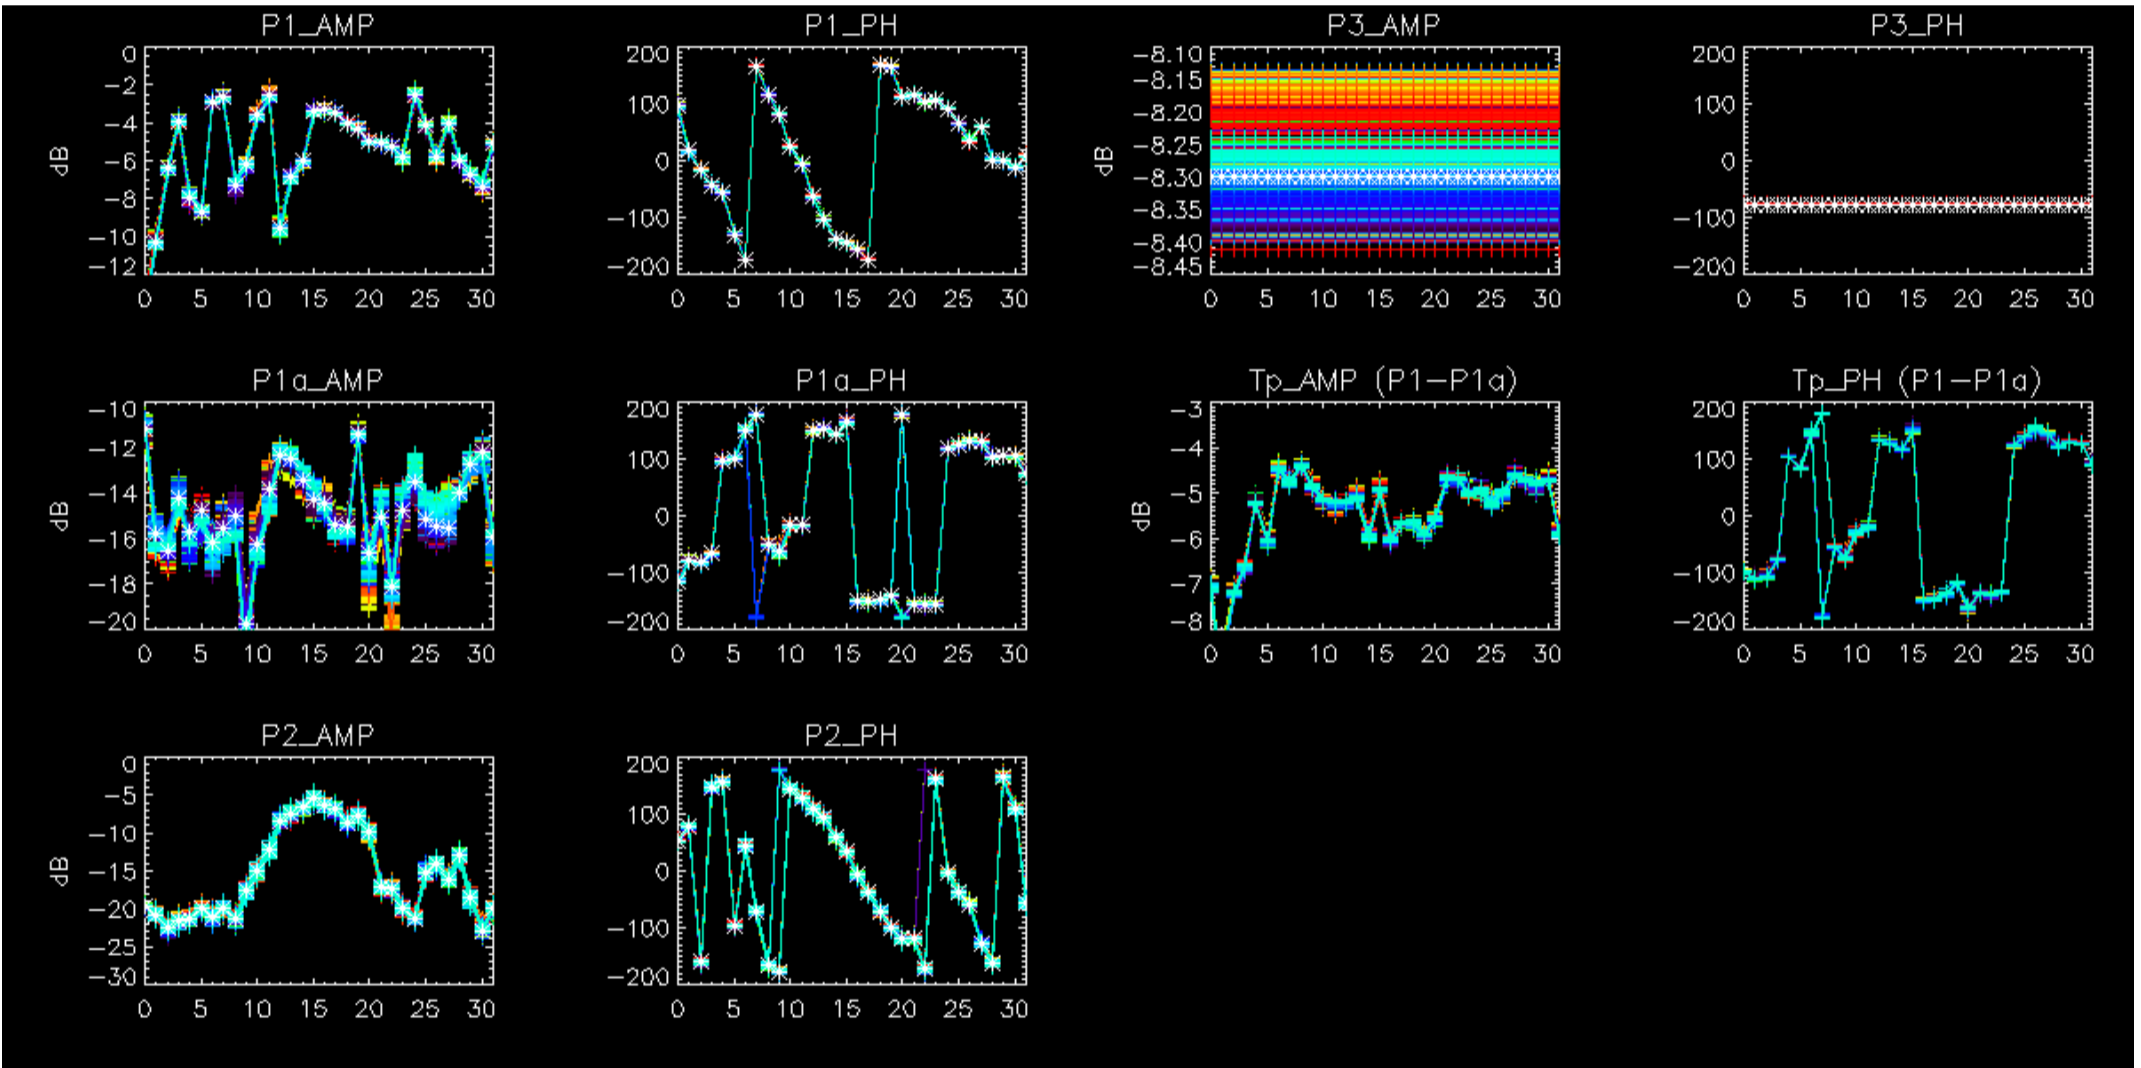 P1_AMP
P1_PH
P3_AMP
P3_PH
dB
0
−2
−4
−6
−8
−10
−12
0 5 10 15 20 25 30
200
100
0
−100
−200
0 5 10 15 20 25 30
dB
−8.10
−8.15
−8.20
−8.25
−8.30
−8.35
−8.40
−8.45
0 5 10 15 20 25 30
200
100
0
−100
−200
0 5 10 15 20 25 30
P1a_AMP
P1a_PH
Tp_AMP (P1−P1a)
Tp_PH (P1−P1a)
dB
−10
−12
−14
−16
−18
−20
0 5 10 15 20 25 30
200
100
0
−100
−200
0 5 10 15 20 25 30
dB
−3
−4
−5
−6
−7
−8
0 5 10 15 20 25 30
200
100
0
−100
−200
0 5 10 15 20 25 30
P2_AMP
P2_PH
dB
0
−5
−10
−15
−20
−25
−30
0 5 10 15 20 25 30
200
100
0
−100
−200
0 5 10 15 20 25 30